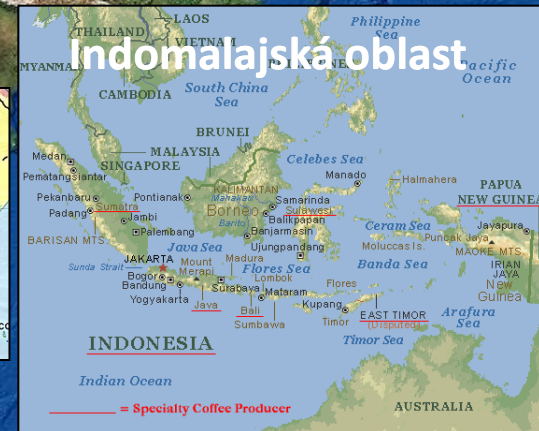 Indomalajská oblast
LAOS
THAILAND
VIETNAM
MYANMAR
CAMBODIA
Philippine
Sea
Pacific
Ocean
South China
Sea
BRUNEI
MALAYSIA
SINGAPORE
Celebes Sea
Medan
Pematangsiantar
Pekanbaru
Padang
Sumatra
Jambi
Palembang
BARISAN MTS
Pontianak
KALIMANTAN
Mahakam
Borneo
Barito
Samarinda
Balikpapan
Banjarmasin
Sulawesi
Ujungpandang
Manado
Halmahera
PAPUA
NEW GUINEA
Jayapura
Puncak Jaya
MAOKE MTS
IRIAN
JAYA
New
Guinea
Ceram Sea
Moluccas Is.
Banda Sea
Java Sea
Flores Sea
Sunda Strait
JAKARTA
Bogor
Bandung
Yogyakarta
Mount
Merapi
Madura
Surabaya
Lombok
Mataram
Java
Bali
Sumbawa
Flores
Kupang
Timor
EAST TIMOR
(Disputed)
Arafura
Sea
Timor Sea
INDONESIA
Indian Ocean
AUSTRALIA
= Specialty Coffee Producer